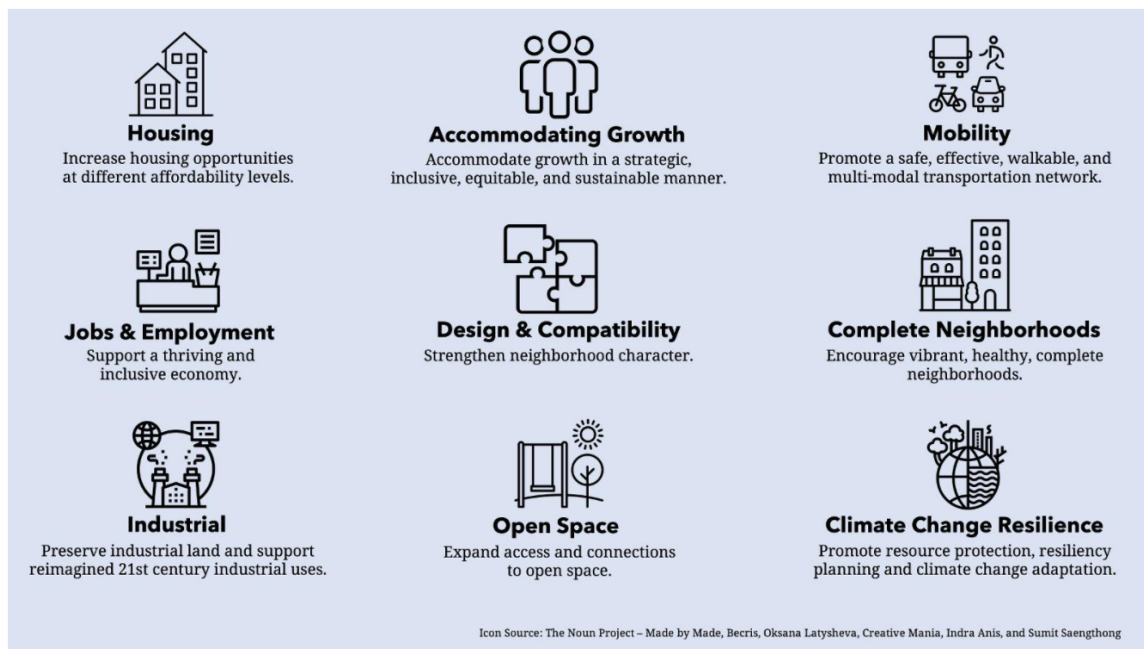 Housing
Increase housing opportunities
at different affordability levels.
Accommodating Growth
Accommodate growth in a strategic,
inclusive, equitable, and sustainable manner.
Mobility
Promote a safe, effective, walkable, and
multi-modal transportation network.
Jobs & Employment
Support a thriving and
inclusive economy.
Design & Compatibility
Strengthen neighborhood character.
Complete Neighborhoods
Encourage vibrant, healthy, complete
neighborhoods.
Industrial
Preserve industrial land and support
reimagined 21st century industrial uses.
Open Space
Expand access and connections
to open space.
Climate Change Resilience
Promote resource protection, resiliency
planning and climate change adaptation.
Icon Source: The Noun Project – Made by Made, Becris, Oksana Latysheva, Creative Mania, Indra Anis, and Sumit Saengthong